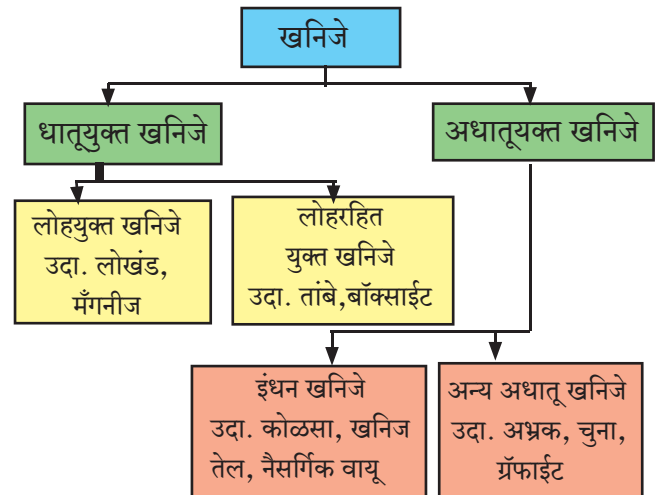 खनिजे
धातूयुक्त खनिजे
अधातूयक्त खनिजे
लोहयुक्त खनिजे
उदा. लोखंड,
मँगनीज
लोहरहित
युक्त खनिजे
उदा. तांबे,बॉक्साईट
इंधन खनिजे
उदा. कोळसा, खनिज
तेल, नैसर्गिक वायू
अन्य अधातू खनिजे
उदा. अभ्रक, चुना,
ग्रॅफाईट